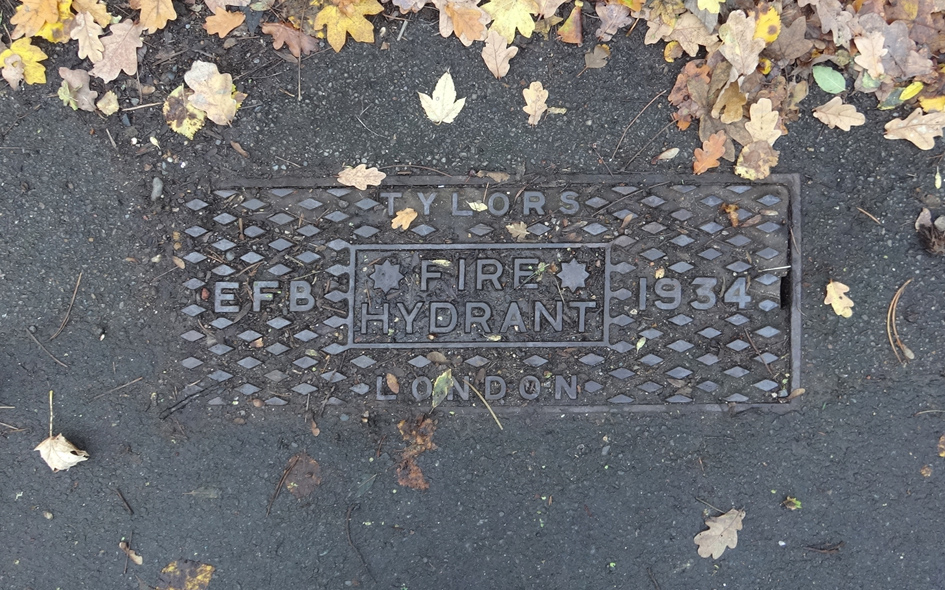 TYLORS
EFB
FIRE
HYDRANT
1934
LONDON